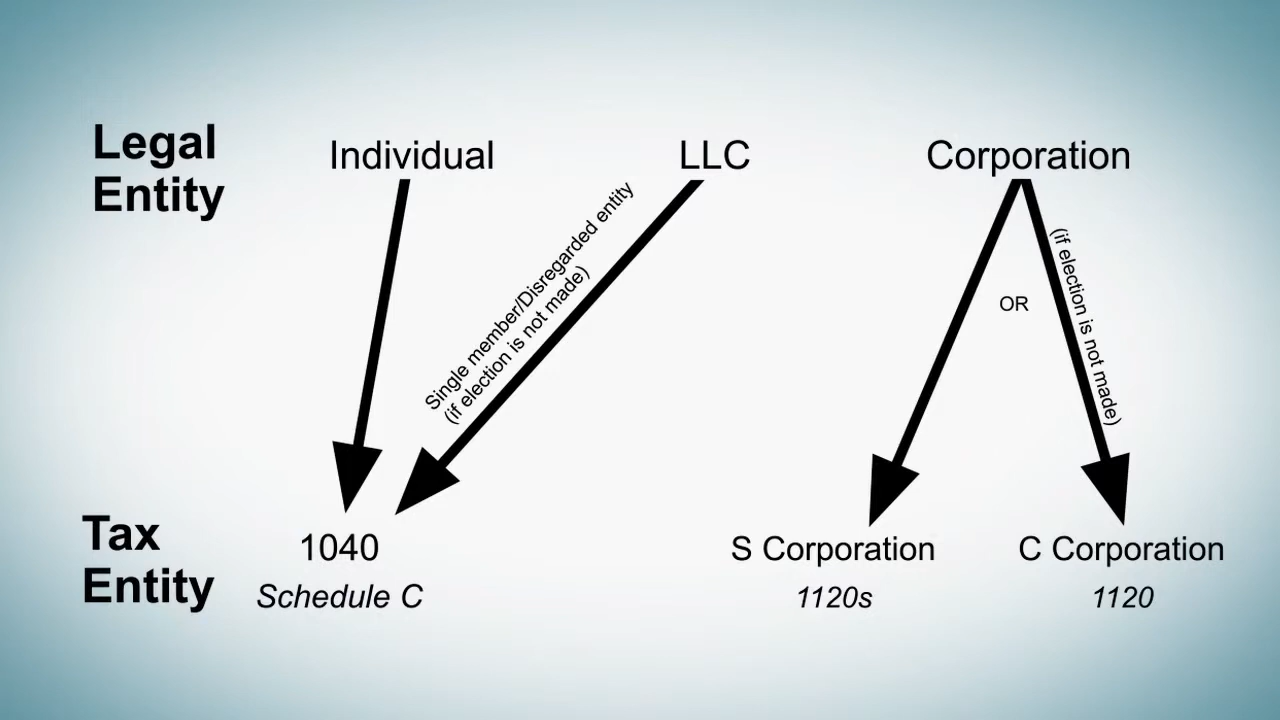 Legal
Entity
Individual
LLC
Corporation
Single member/Disregarded entity
(if election is not made)
OR
(if election is not made)
Tax
Entity
1040
Schedule C
S Corporation
1120s
C Corporation
1120